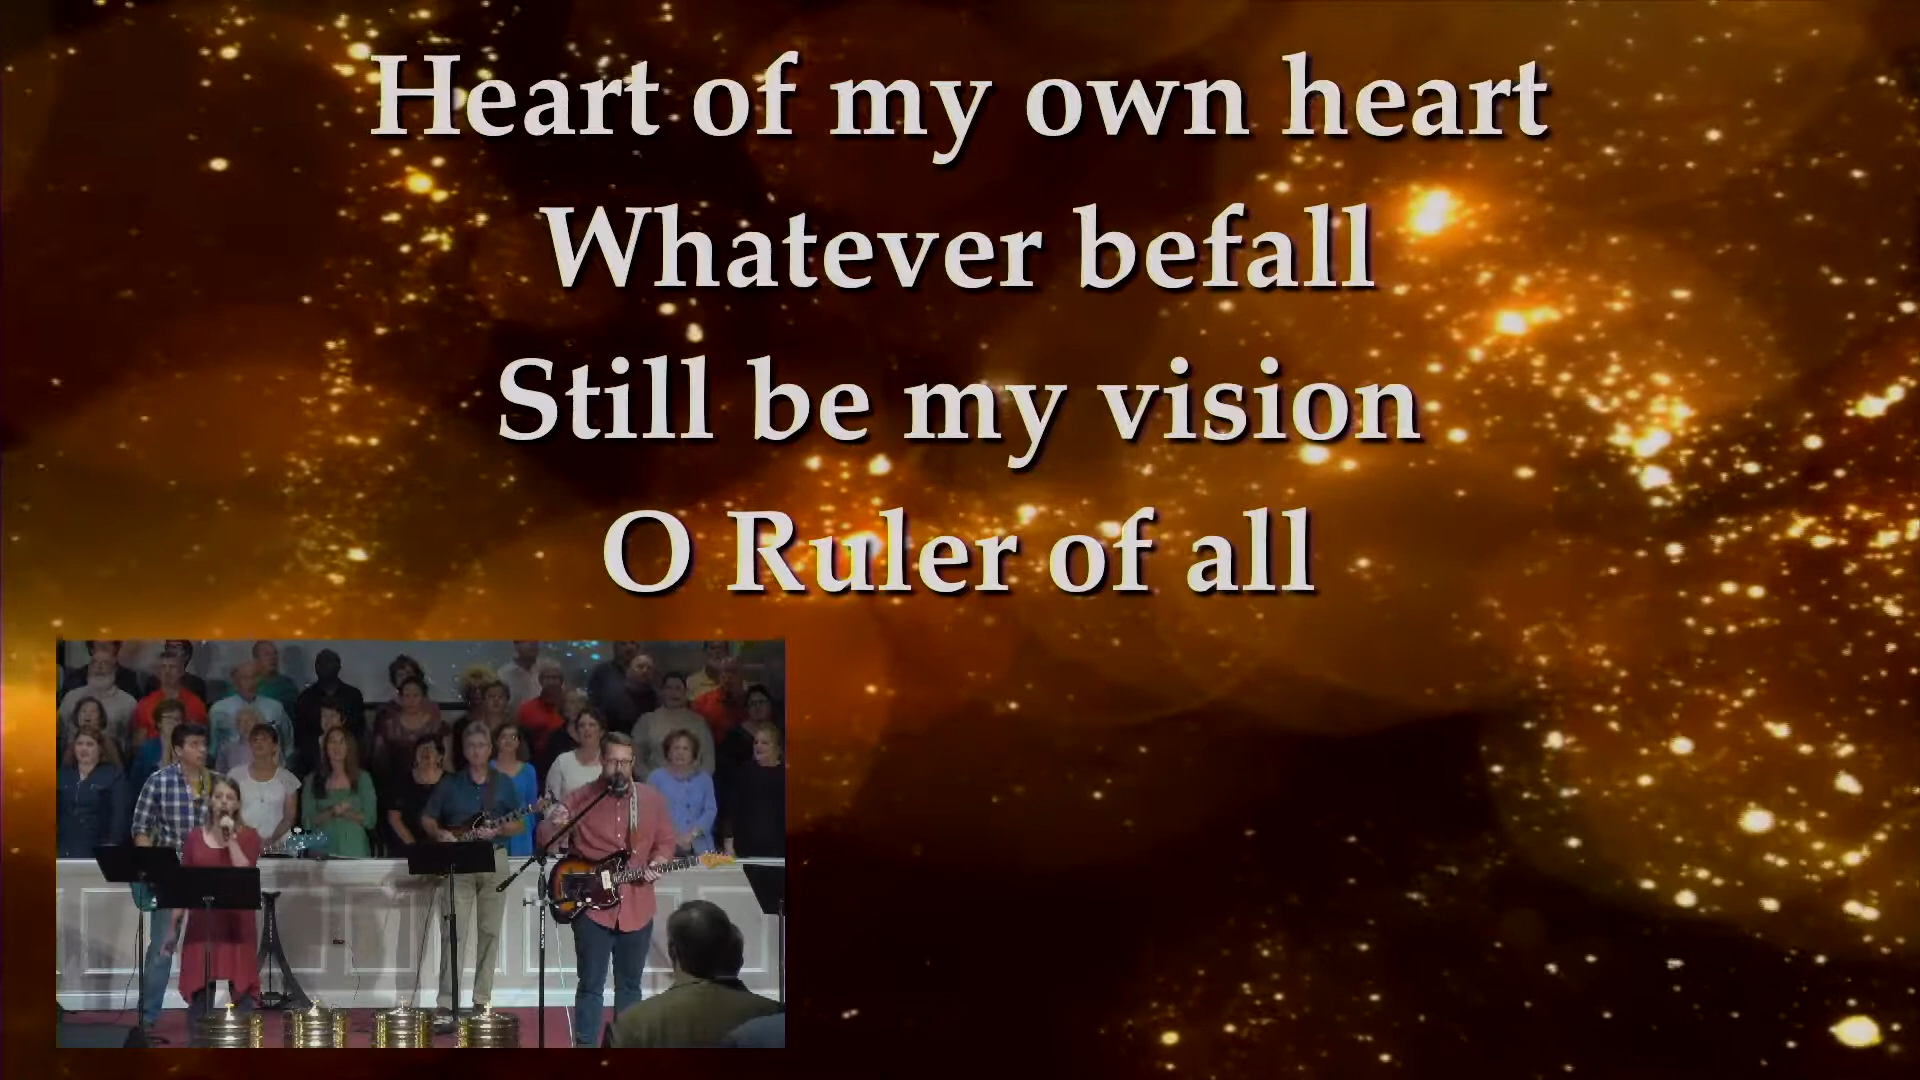 Heart of my own heart
Whatever befall
Still be my vision
O Ruler of all